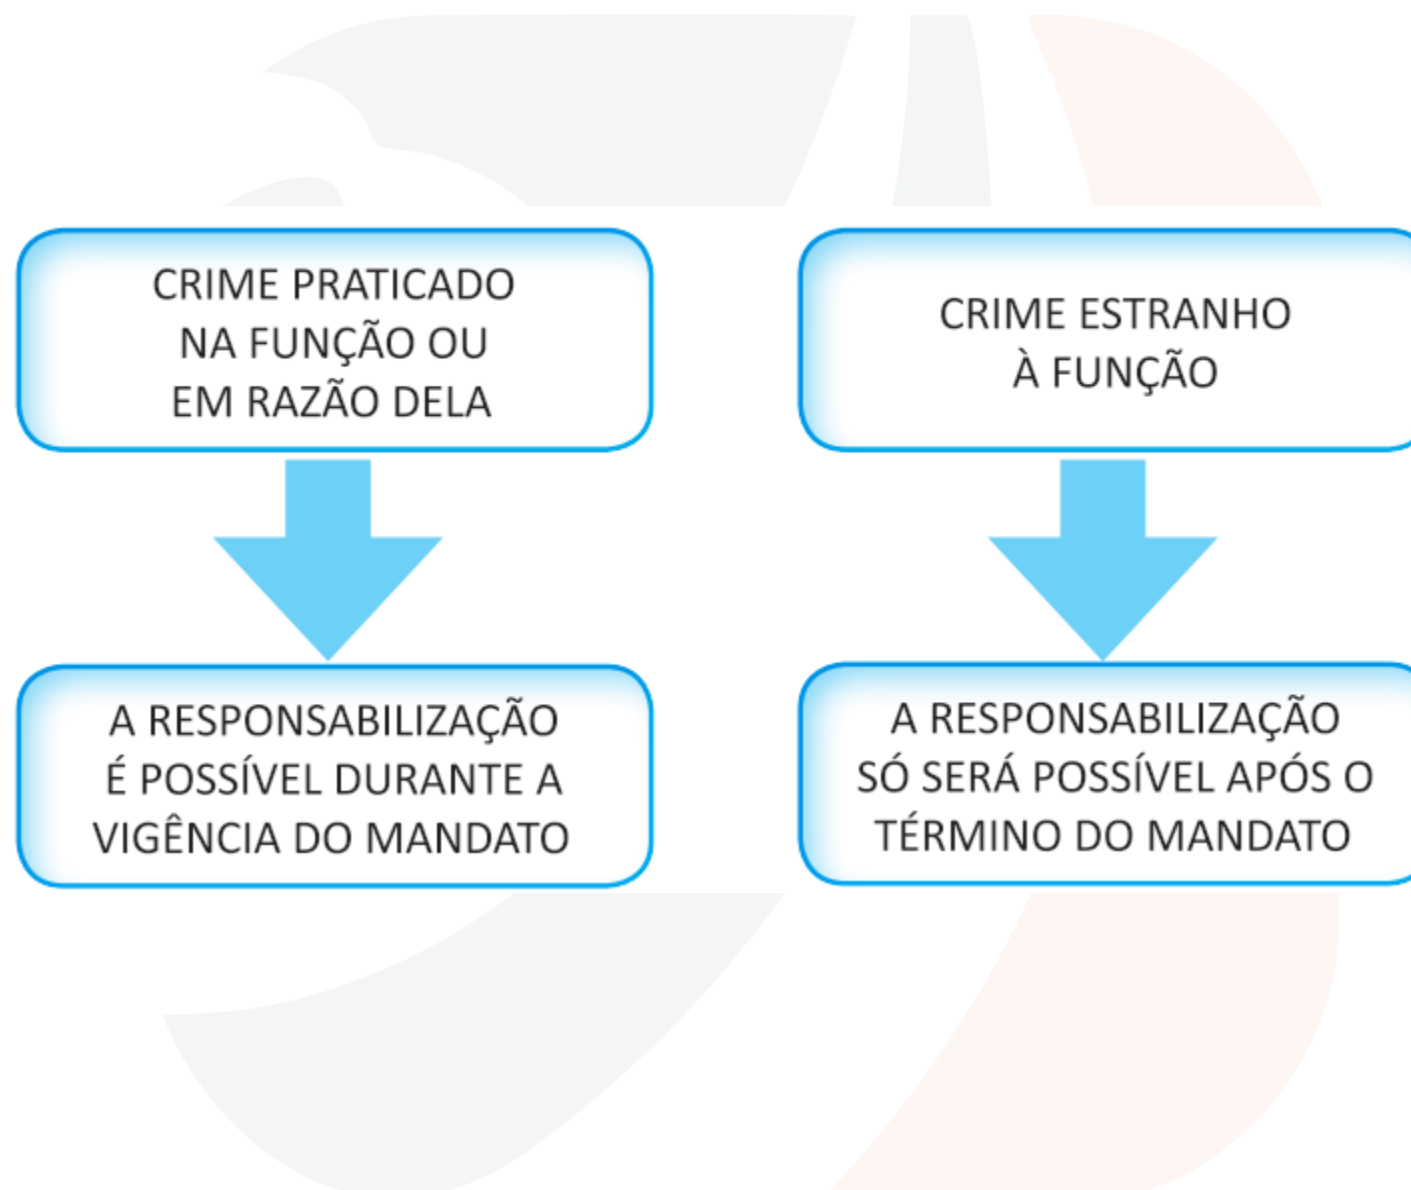 CRIME PRATICADO
NA FUNÇÃO OU
EM RAZÃO DELA
A RESPONSABILIZAÇÃO
É POSSÍVEL DURANTE A
VIGÊNCIA DO MANDATO
CRIME ESTRANHO
À FUNÇÃO
A RESPONSABILIZAÇÃO
SÓ SERÁ POSSÍVEL APÓS O
TÉRMINO DO MANDATO